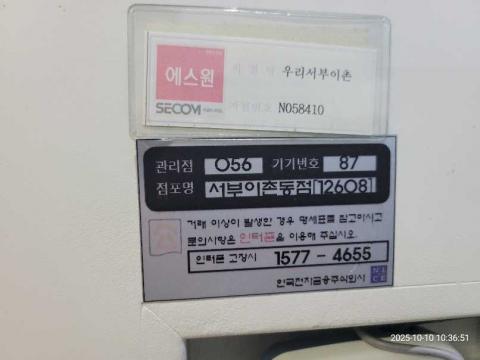 에스원
SECOM
우리서부이촌
N058410
관리점 056 기기번호 87
점포명 서부이촌동점[12608]
거래 이상이 발생한 경우 명세표를 참고하시고
문의사항은 인터폰을 이용해 주십시오.
인터폰 고장시 1577 - 4655
한국전자금융주식회사 NICE
2025-10-10 10:36:51